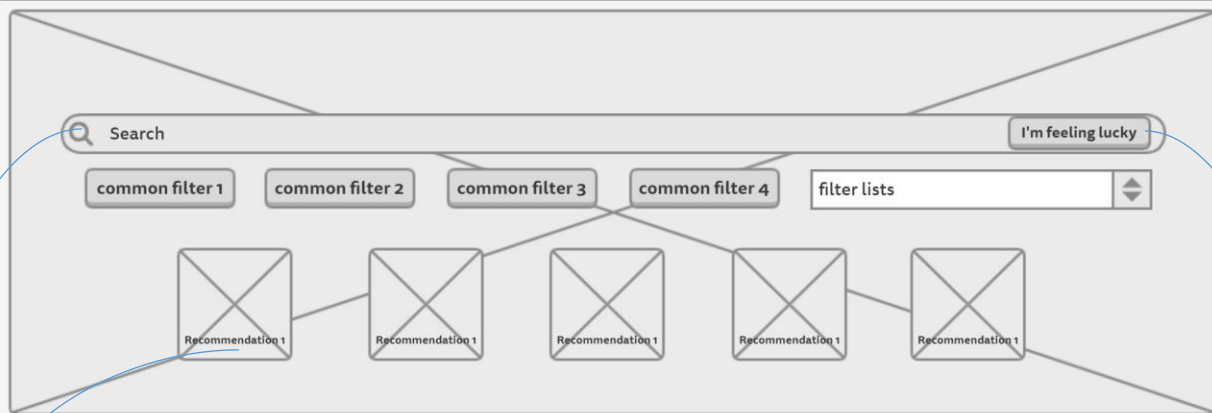 Search
I'm feeling lucky
common filter 1
common filter 2
common filter 3
common filter 4
filter lists
Recommendation 1
Recommendation 1
Recommendation 1
Recommendation 1
Recommendation 1